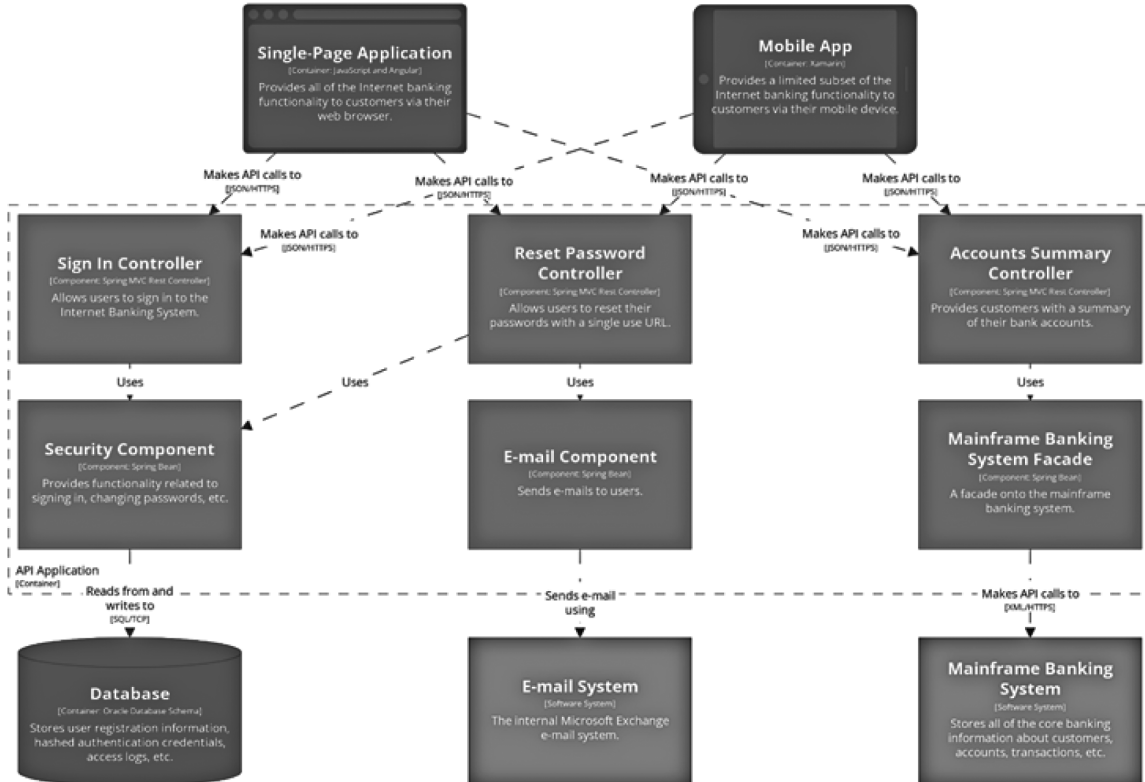 Single-Page Application
[Container: JavaScript and Angular]
Provides all of the Internet banking
functionality to customers via their
web browser.
Mobile App
[Container: Xamarin]
Provides a limited subset of the
Internet banking functionality to
customers via their mobile device.
Makes API calls to
[JSON/HTTPS]
Makes API calls to
[JSON/HTTPS]
Makes API calls to
[JSON/HTTPS]
Makes API calls to
[JSON/HTTPS]
Makes API calls to
[JSON/HTTPS]
Makes API calls to
[JSON/HTTPS]
Sign In Controller
[Component: Spring MVC Rest Controller]
Allows users to sign in to the
Internet Banking System.
Reset Password
Controller
[Component: Spring MVC Rest Controller]
Allows users to reset their
passwords with a single use URL.
Accounts Summary
Controller
[Component: Spring MVC Rest Controller]
Provides customers with a summary
of their bank accounts.
Uses
Uses
Uses
Uses
Security Component
[Component: Spring Bean]
Provides functionality related to
signing in, changing passwords, etc.
E-mail Component
[Component: Spring Bean]
Sends e-mails to users.
Mainframe Banking
System Facade
[Component: Spring Bean]
A facade onto the mainframe
banking system.
API Application
[Container]
Reads from and
writes to
[SQL/TCP]
Sends e-mail
using
Makes API calls to
[XML/HTTPS]
Database
[Container: Oracle Database Schema]
Stores user registration information,
hashed authentication credentials,
access logs, etc.
E-mail System
[Software System]
The internal Microsoft Exchange
e-mail system.
Mainframe Banking
System
[Software System]
Stores all of the core banking
information about customers,
accounts, transactions, etc.